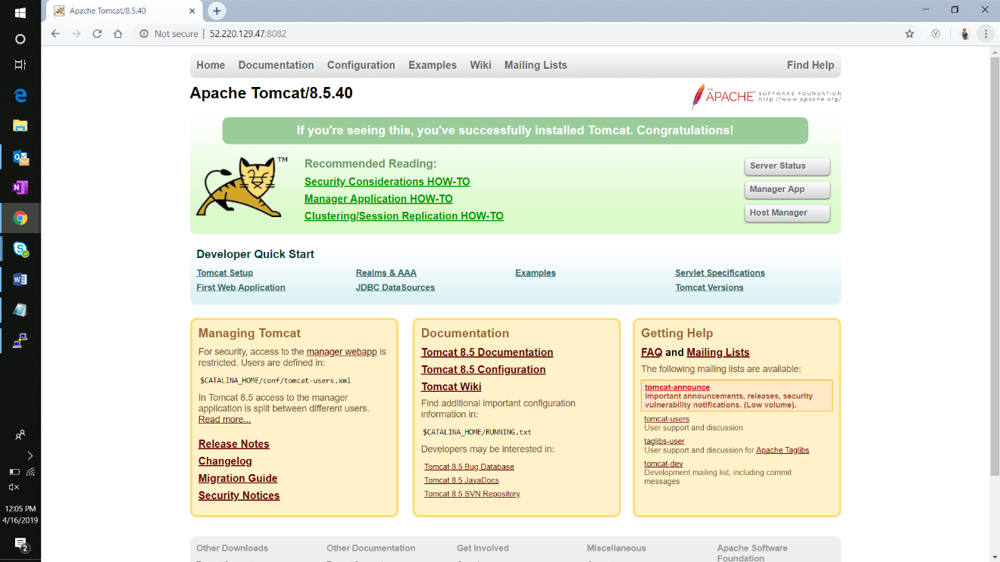 Apache Tomcat/8.5.40
Not secure | 52.220.129.47:8082
Home Documentation Configuration Examples Wiki Mailing Lists Find Help
Apache Tomcat/8.5.40
THE APACHE® SOFTWARE FOUNDATION
http://www.apache.org/
If you're seeing this, you've successfully installed Tomcat. Congratulations!
TM
Recommended Reading:
Security Considerations HOW-TO
Manager Application HOW-TO
Clustering/Session Replication HOW-TO
Server Status
Manager App
Host Manager
Developer Quick Start
Tomcat Setup
First Web Application
Realms & AAA
JDBC DataSources
Examples
Servlet Specifications
Tomcat Versions
Managing Tomcat
For security, access to the manager webapp is
restricted. Users are defined in:
$CATALINA_HOME/conf/tomcat-users.xml
In Tomcat 8.5 access to the manager
application is split between different users.
Read more...
Release Notes
Changelog
Migration Guide
Security Notices
Documentation
Tomcat 8.5 Documentation
Tomcat 8.5 Configuration
Tomcat Wiki
Find additional important configuration
information in:
$CATALINA_HOME/RUNNING.txt
Developers may be interested in:
Tomcat 8.5 Bug Database
Tomcat 8.5 JavaDocs
Tomcat 8.5 SVN Repository
Getting Help
FAQ and Mailing Lists
The following mailing lists are available:
tomcat-announce
Important announcements, releases, security
vulnerability notifications. (Low volume).
tomcat-users
User support and discussion
taglibs-user
User support and discussion for Apache Taglibs
tomcat-dev
Development mailing list, including commit
messages
Other Downloads
Other Documentation
Get Involved
Miscellaneous
Apache Software
Foundation
12:05 PM
4/16/2019
2